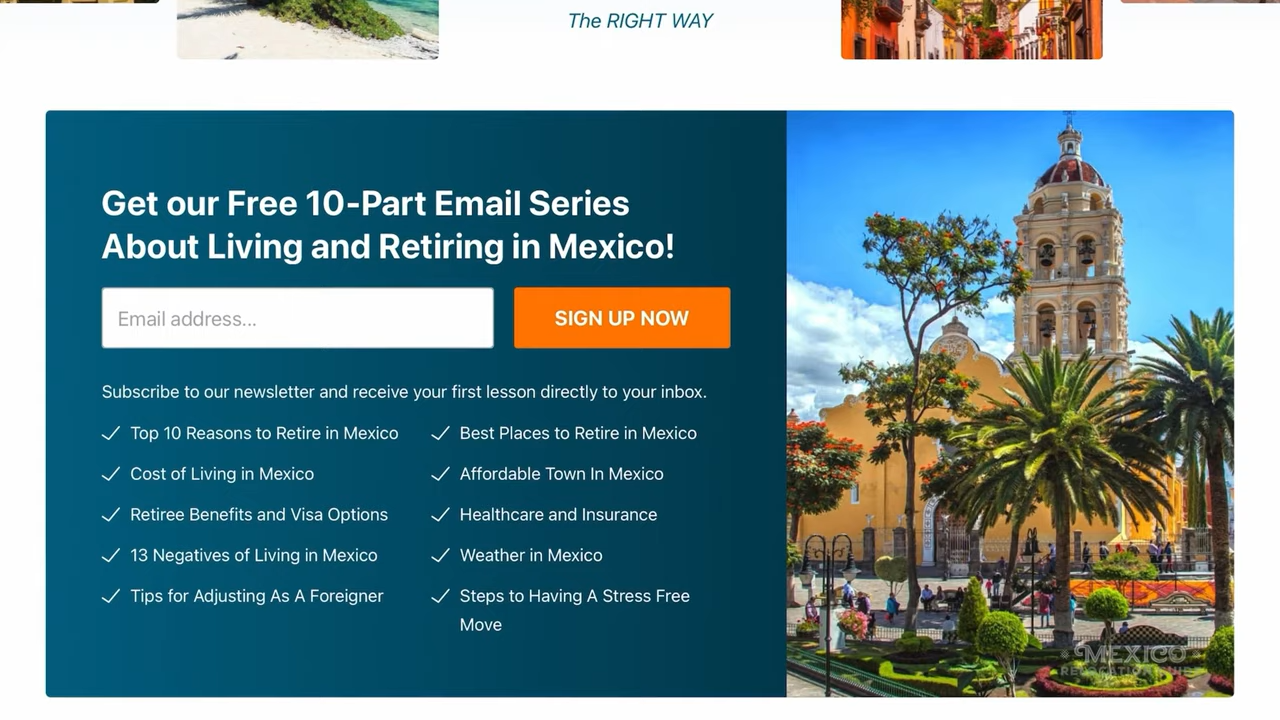 The RIGHT WAY
Get our Free 10-Part Email Series
About Living and Retiring in Mexico!
Email address...
SIGN UP NOW
Subscribe to our newsletter and receive your first lesson directly to your inbox.
Top 10 Reasons to Retire in Mexico
Cost of Living in Mexico
Retiree Benefits and Visa Options
13 Negatives of Living in Mexico
Tips for Adjusting As A Foreigner
Best Places to Retire in Mexico
Affordable Town In Mexico
Healthcare and Insurance
Weather in Mexico
Steps to Having A Stress Free
Move
MEXICO